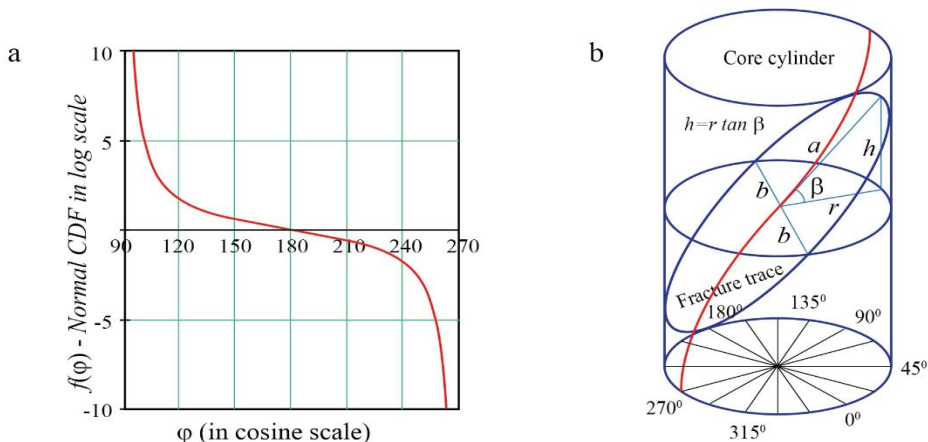 a
10
5
-5
-10
90 120 150 180 210 240 270
f(φ) - Normal CDF in log scale
φ (in cosine scale)
b
Core cylinder
h=r tan β
a
h
β
b
r
b
Fracture trace
180⁰
135⁰
90⁰
45⁰
270⁰
0⁰
315⁰